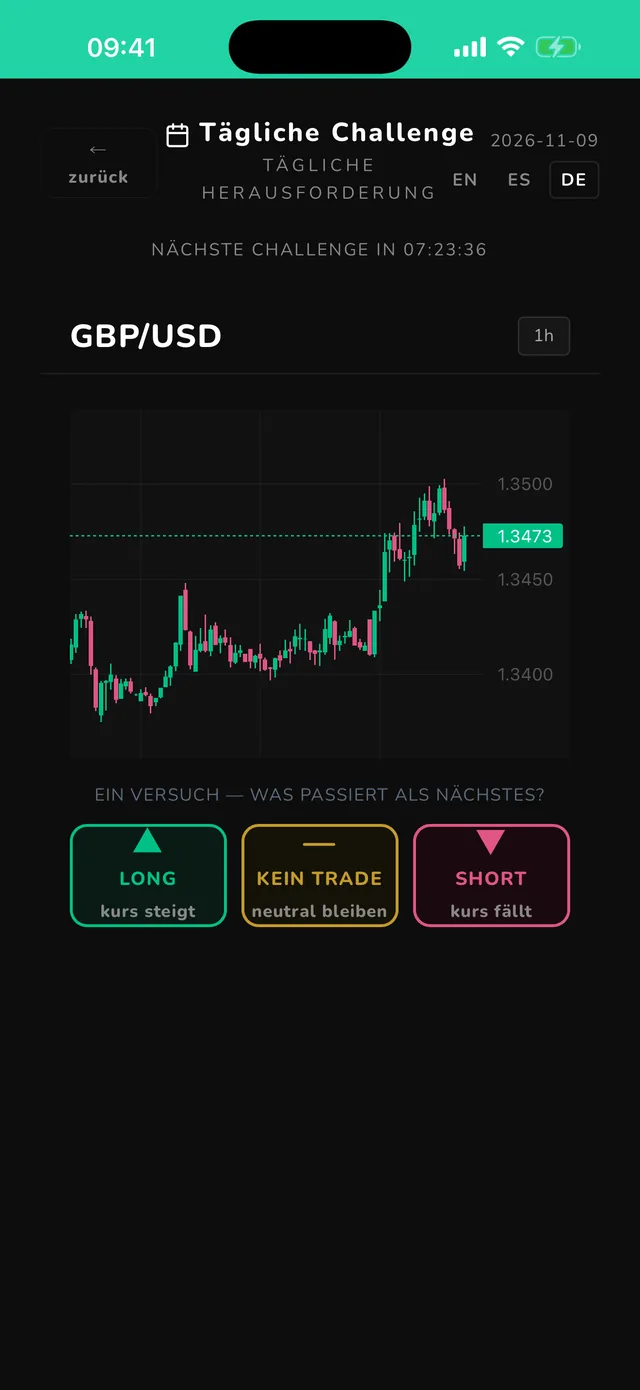 09:41
←
zurück
Tägliche Challenge
TÄGLICHE
HERAUSFORDERUNG
2026-11-09
EN ES DE
NÄCHSTE CHALLENGE IN 07:23:36
GBP/USD
1h
1.3500
1.3473
1.3450
1.3400
EIN VERSUCH — WAS PASSIERT ALS NÄCHSTES?
LONG
kurs steigt
KEIN TRADE
neutral bleiben
SHORT
kurs fällt